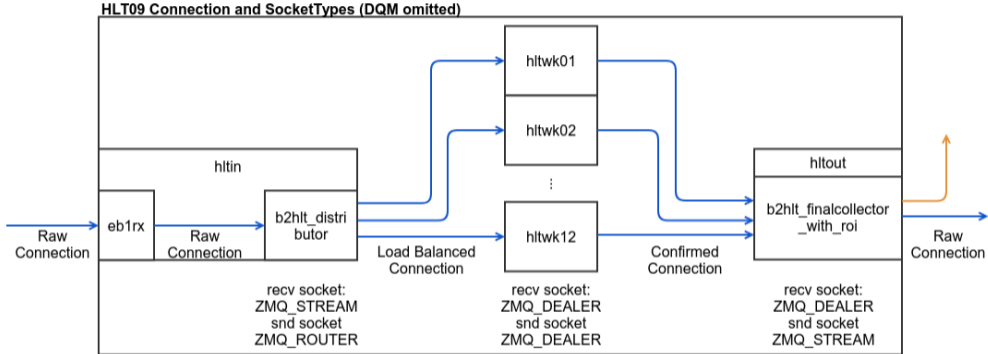 HLT09 Connection and SocketTypes (DQM omitted)
hltwk01
hltwk02
hltin
hltout
eb1rx
b2hlt_distri
butor
hltwk12
b2hlt_finalcollector
_with_roi
Raw
Connection
Raw
Connection
Load Balanced
Connection
Confirmed
Connection
Raw
Connection
recv socket:
ZMQ_STREAM
snd socket
ZMQ_ROUTER
recv socket:
ZMQ_DEALER
snd socket
ZMQ_DEALER
recv socket:
ZMQ_DEALER
snd socket
ZMQ_STREAM